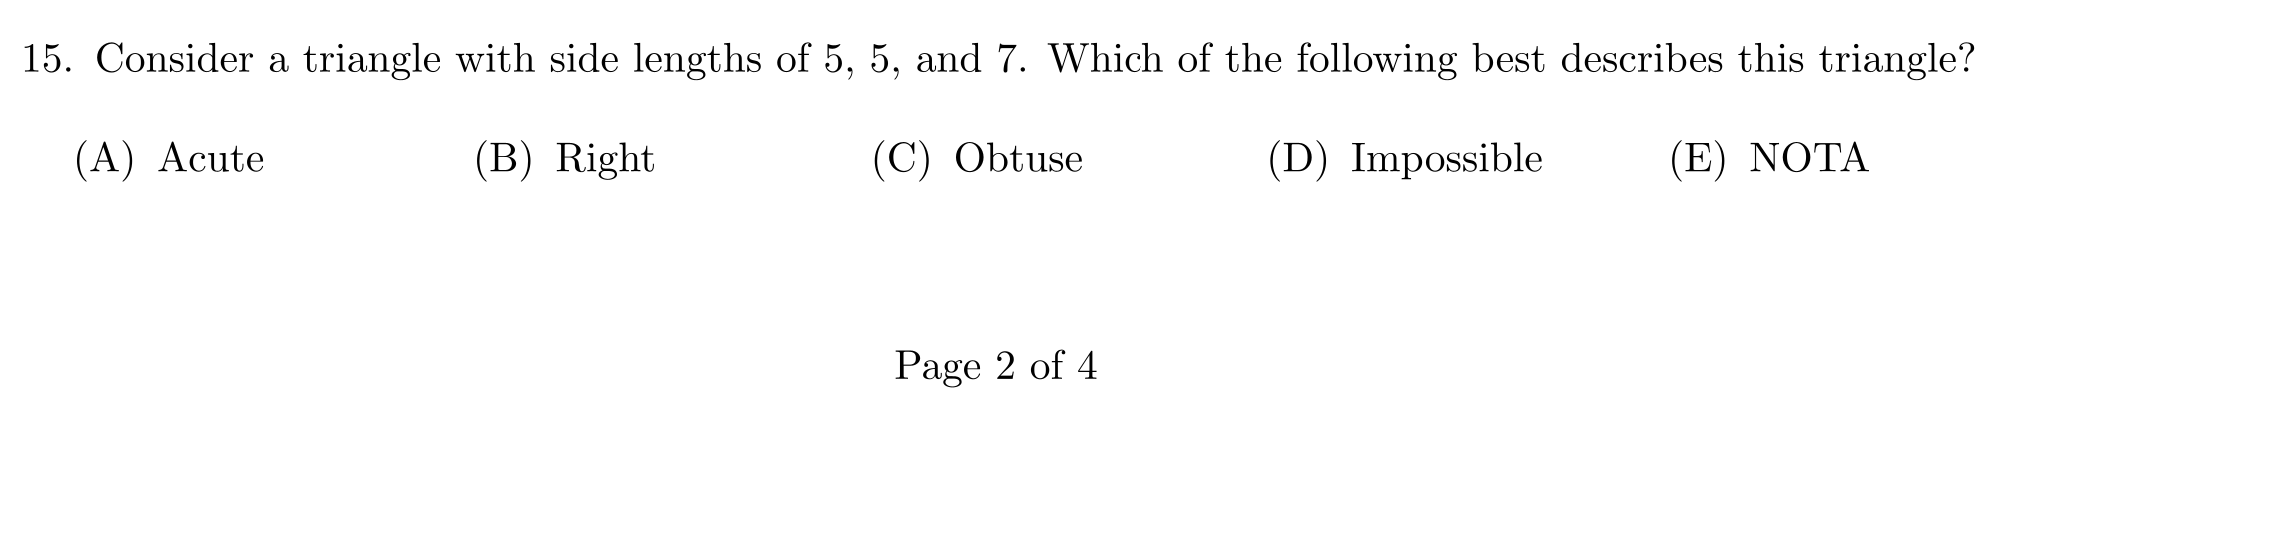 15. Consider a triangle with side lengths of 5, 5, and 7. Which of the following best describes this triangle?
(A) Acute (B) Right (C) Obtuse (D) Impossible (E) NOTA
Page 2 of 4